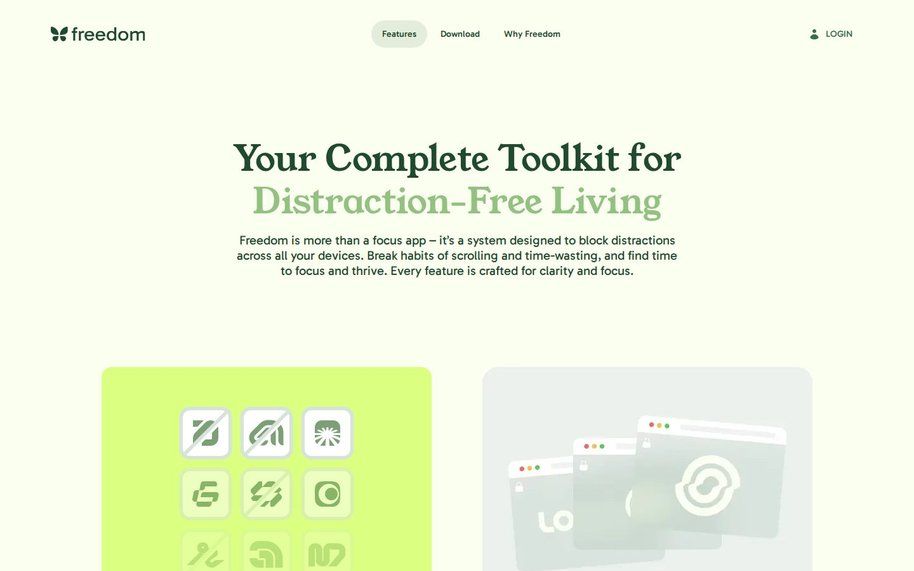 freedom
Features
Download
Why Freedom
LOGIN
Your Complete Toolkit for
Distraction-Free Living
Freedom is more than a focus app – it's a system designed to block distractions
across all your devices. Break habits of scrolling and time-wasting, and find time
to focus and thrive. Every feature is crafted for clarity and focus.
LO